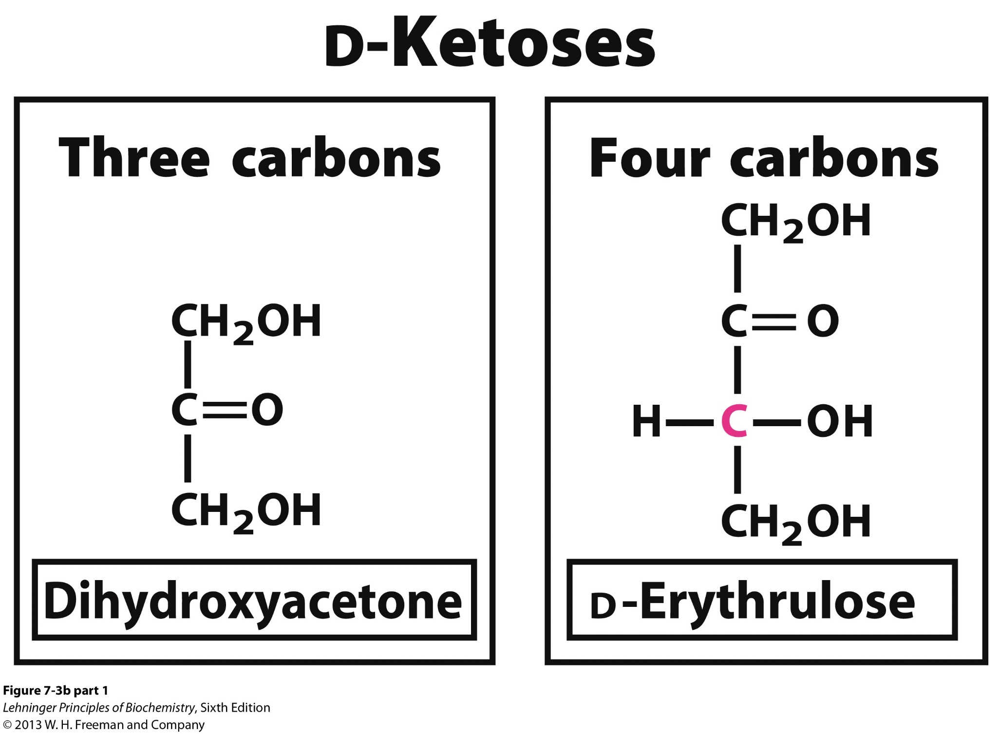 D-Ketoses
Three carbons
CH2OH
C=O
CH2OH
Dihydroxyacetone
Four carbons
CH2OH
C=O
H—C—OH
CH2OH
D-Erythrulose
Figure 7-3b part 1
Lehninger Principles of Biochemistry, Sixth Edition
© 2013 W. H. Freeman and Company